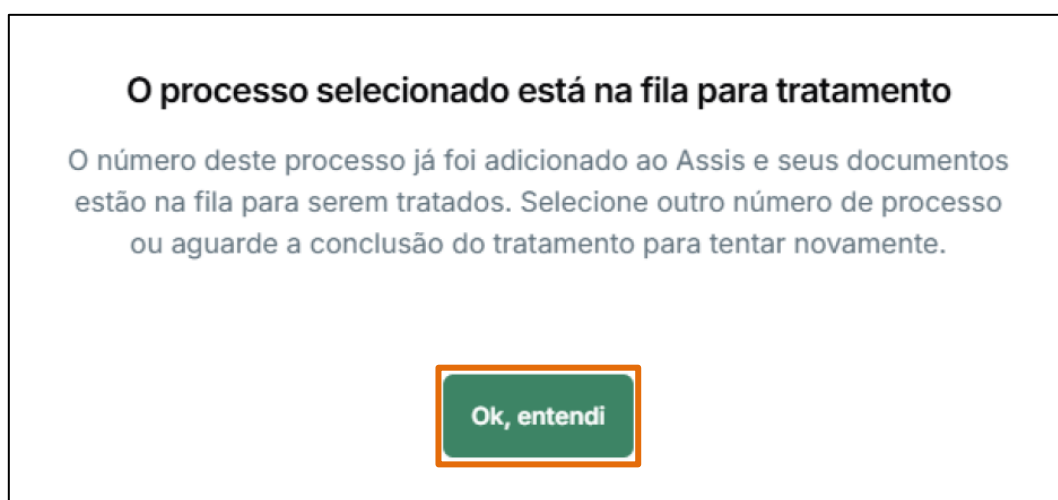 O processo selecionado está na fila para tratamento
O número deste processo já foi adicionado ao Assis e seus documentos
estão na fila para serem tratados. Selecione outro número de processo
ou aguarde a conclusão do tratamento para tentar novamente.
Ok, entendi